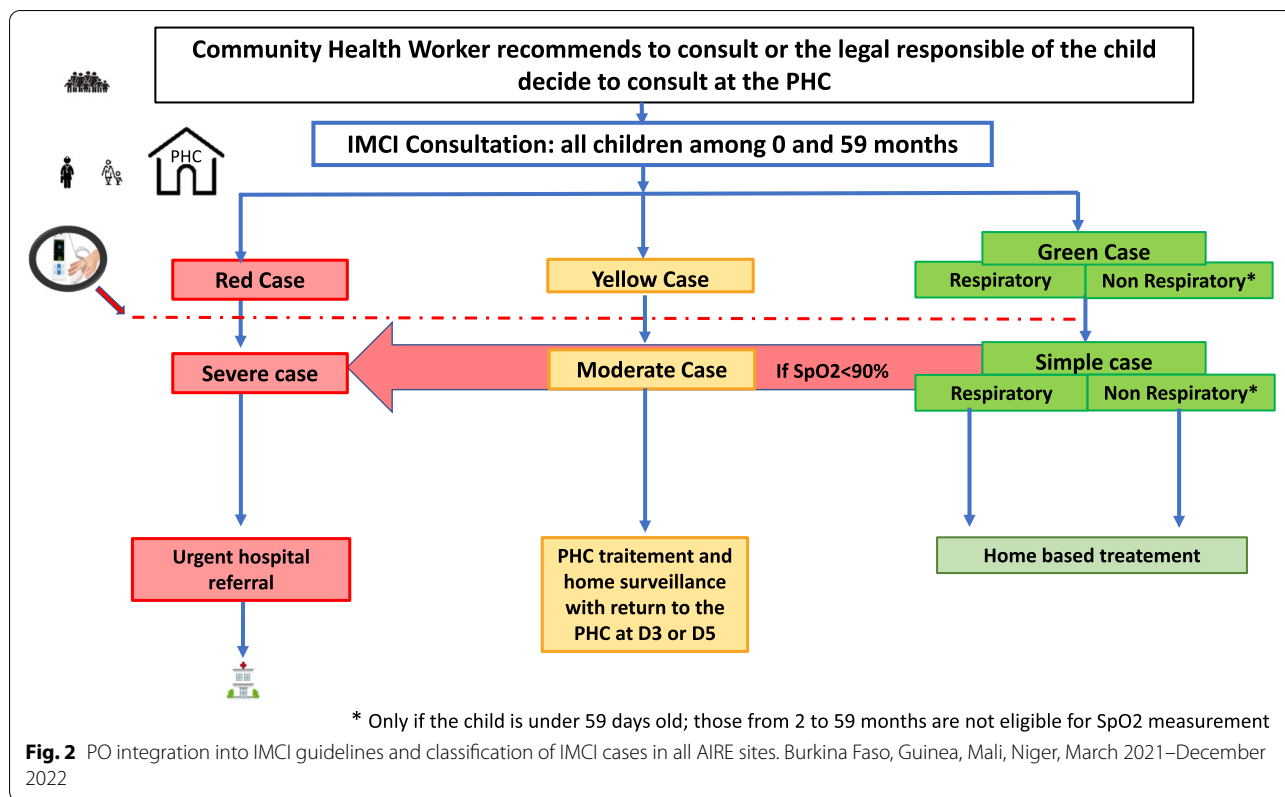 Community Health Worker recommends to consult or the legal responsible of the child
decide to consult at the PHC
PHC
IMCI Consultation: all children among 0 and 59 months
Red Case
Yellow Case
Green Case
Respiratory
Non Respiratory*
Severe case
Moderate Case
If SpO2<90%
Simple case
Respiratory
Non Respiratory*
Urgent hospital
referral
PHC traitement and
home surveillance
with return to the
PHC at D3 or D5
Home based treatement
* Only if the child is under 59 days old; those from 2 to 59 months are not eligible for SpO2 measurement
Fig. 2 PO integration into IMCI guidelines and classification of IMCI cases in all AIRE sites. Burkina Faso, Guinea, Mali, Niger, March 2021–December
2022